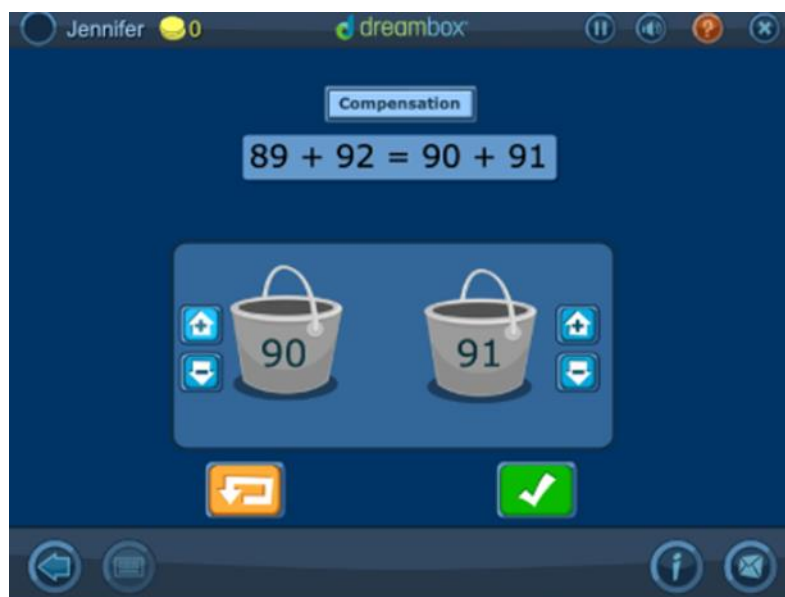 Jennifer 0 dreambox
Compensation
89 + 92 = 90 + 91
90 91